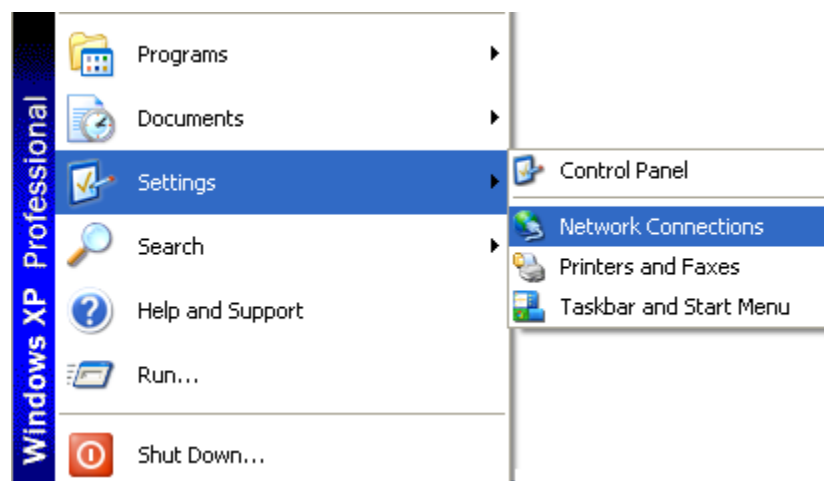 Windows XP Professional
Programs
Documents
Settings
Search
Help and Support
Run...
Shut Down...
Control Panel
Network Connections
Printers and Faxes
Taskbar and Start Menu